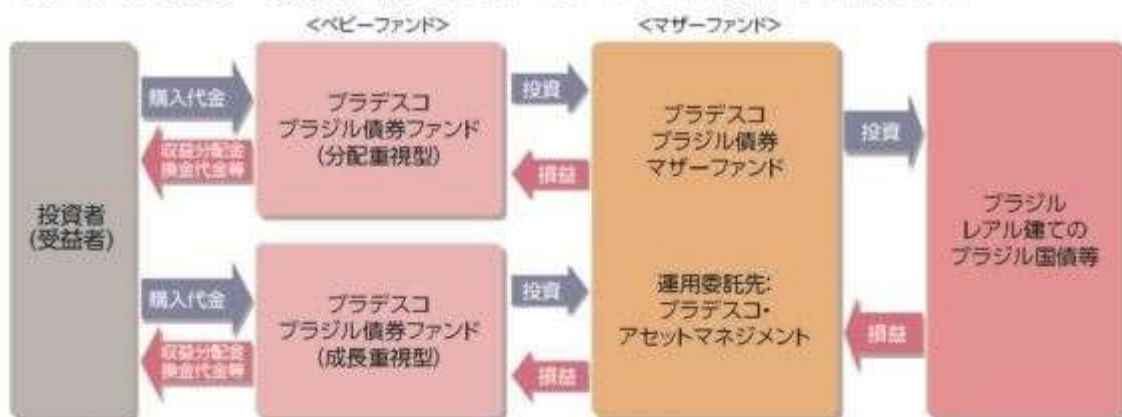 <ベビーファンド>
<マザーファンド>
投資者
(受益者)
購入代金
収益分配金
換金代金等
ブラデスコ
ブラジル債券ファンド
(分配重視型)
投資
損益
購入代金
収益分配金
換金代金等
ブラデスコ
ブラジル債券ファンド
(成長重視型)
投資
損益
ブラデスコ
ブラジル債券
マザーファンド
運用委託先:
ブラデスコ・
アセットマネジメント
投資
損益
ブラジル
レアル建ての
ブラジル国債等